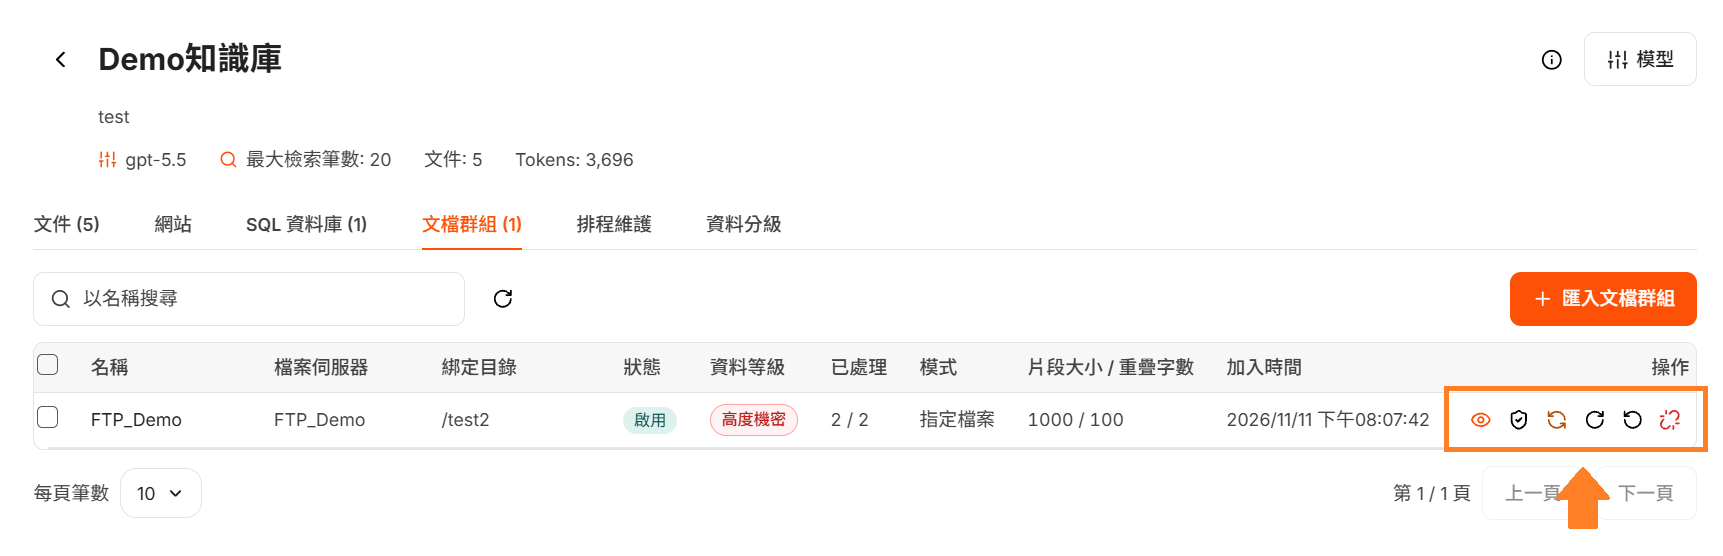 Demo知識庫
模型
test
gpt-5.5 最大檢索筆數: 20 文件: 5 Tokens: 3,696
文件 (5) 網站 SQL 資料庫 (1) 文檔群組 (1) 排程維護 資料分級
以名稱搜尋
匯入文檔群組
名稱 檔案伺服器 綁定目錄 狀態 資料等級 已處理 模式 片段大小 / 重疊字數 加入時間 操作
FTP_Demo FTP_Demo /test2 啟用 高度機密 2 / 2 指定檔案 1000 / 100 2026/11/11 下午08:07:42
每頁筆數 10 第 1 / 1 頁 上一頁 下一頁